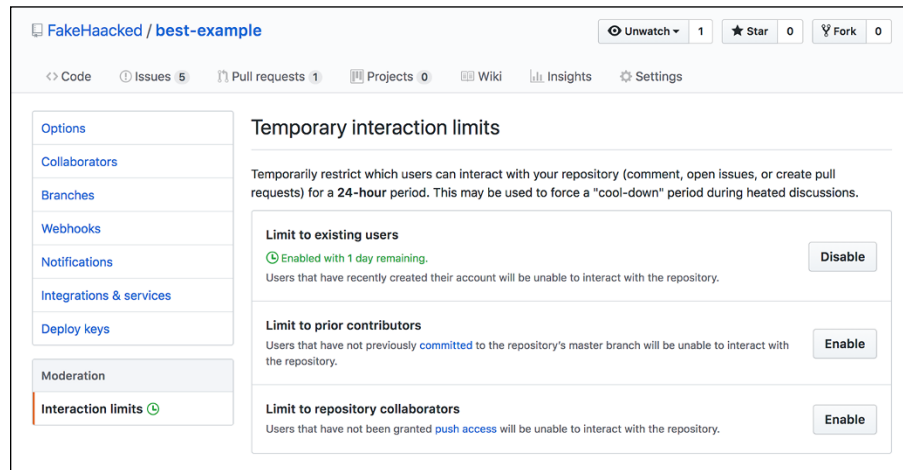 FakeHaacked / best-example
Unwatch 1 Star 0 Fork 0
Code Issues 5 Pull requests 1 Projects 0 Wiki Insights Settings
Options
Collaborators
Branches
Webhooks
Notifications
Integrations & services
Deploy keys
Moderation
Interaction limits
Temporary interaction limits
Temporarily restrict which users can interact with your repository (comment, open issues, or create pull
requests) for a 24-hour period. This may be used to force a "cool-down" period during heated discussions.
Limit to existing users
Enabled with 1 day remaining.
Users that have recently created their account will be unable to interact with the repository.
Disable
Limit to prior contributors
Users that have not previously committed to the repository's master branch will be unable to interact with
the repository.
Enable
Limit to repository collaborators
Users that have not been granted push access will be unable to interact with the repository.
Enable